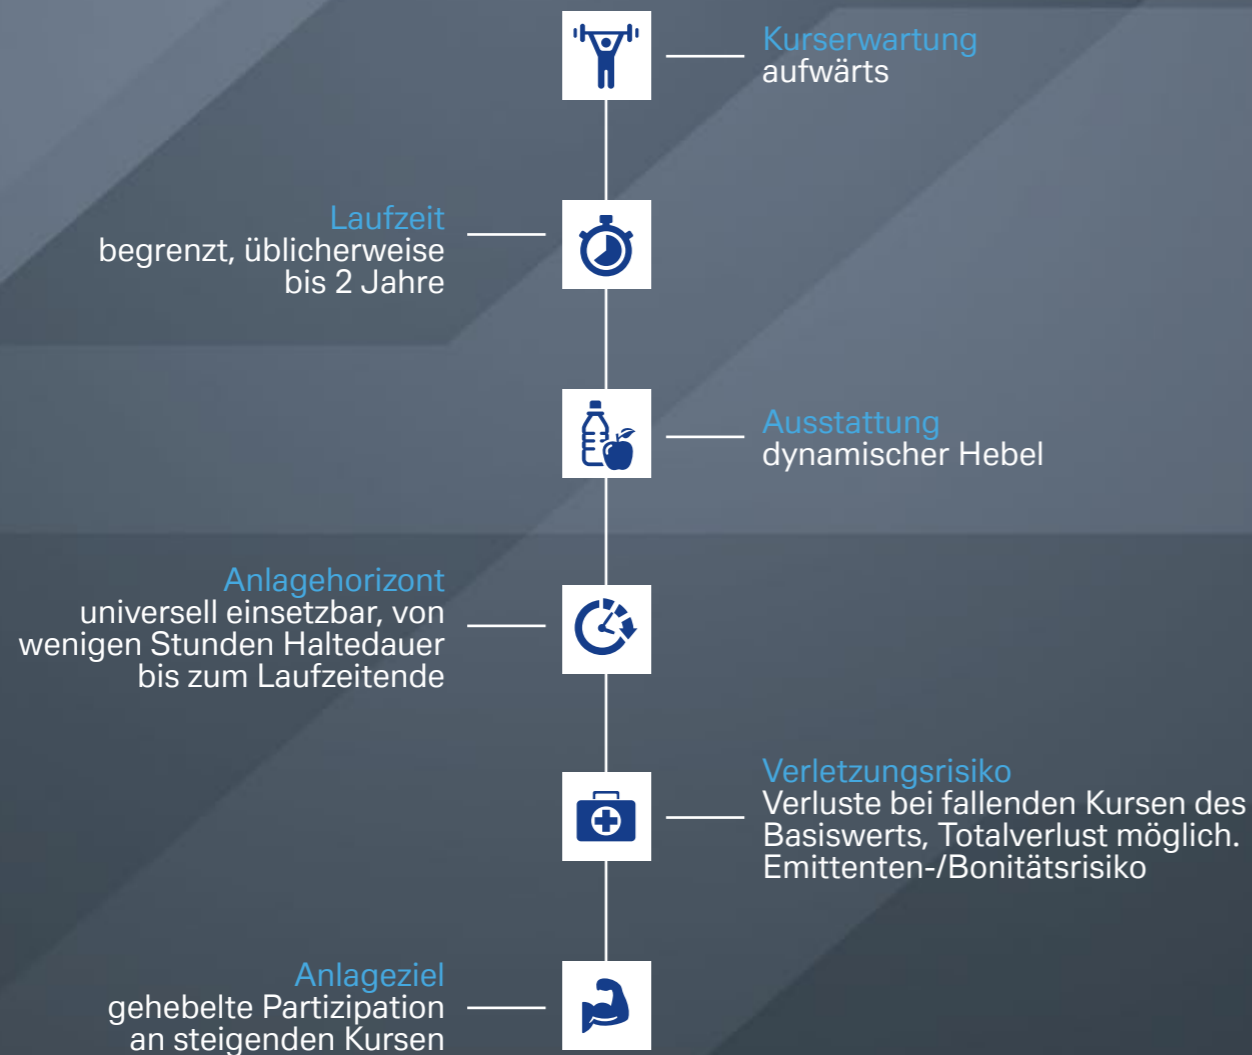 Kurserwartung
aufwärts
Laufzeit
begrenzt, üblicherweise
bis 2 Jahre
Ausstattung
dynamischer Hebel
Anlagehorizont
universell einsetzbar, von
wenigen Stunden Haltedauer
bis zum Laufzeitende
Verletzungsrisiko
Verluste bei fallenden Kursen des
Basiswerts, Totalverlust möglich.
Emittenten-/Bonitätsrisiko
Anlageziel
gehebelte Partizipation
an steigenden Kursen